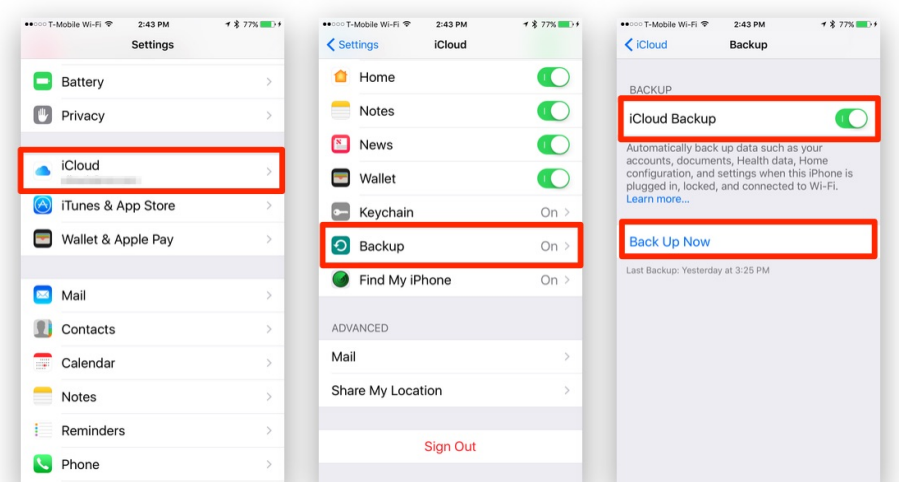 T-Mobile Wi-Fi 2:43 PM 77%
Settings
Battery
Privacy
iCloud
iTunes & App Store
Wallet & Apple Pay
Mail
Contacts
Calendar
Notes
Reminders
Phone
T-Mobile Wi-Fi 2:43 PM 77%
Settings iCloud
Home
Notes
News
Wallet
Keychain On
Backup On
Find My iPhone On
ADVANCED
Mail
Share My Location
Sign Out
T-Mobile Wi-Fi 2:43 PM 77%
iCloud Backup
BACKUP
iCloud Backup
Automatically back up data such as your
accounts, documents, Health data, Home
configuration, and settings when this iPhone is
plugged in, locked, and connected to Wi-Fi.
Learn more...
Back Up Now
Last Backup: Yesterday at 3:25 PM